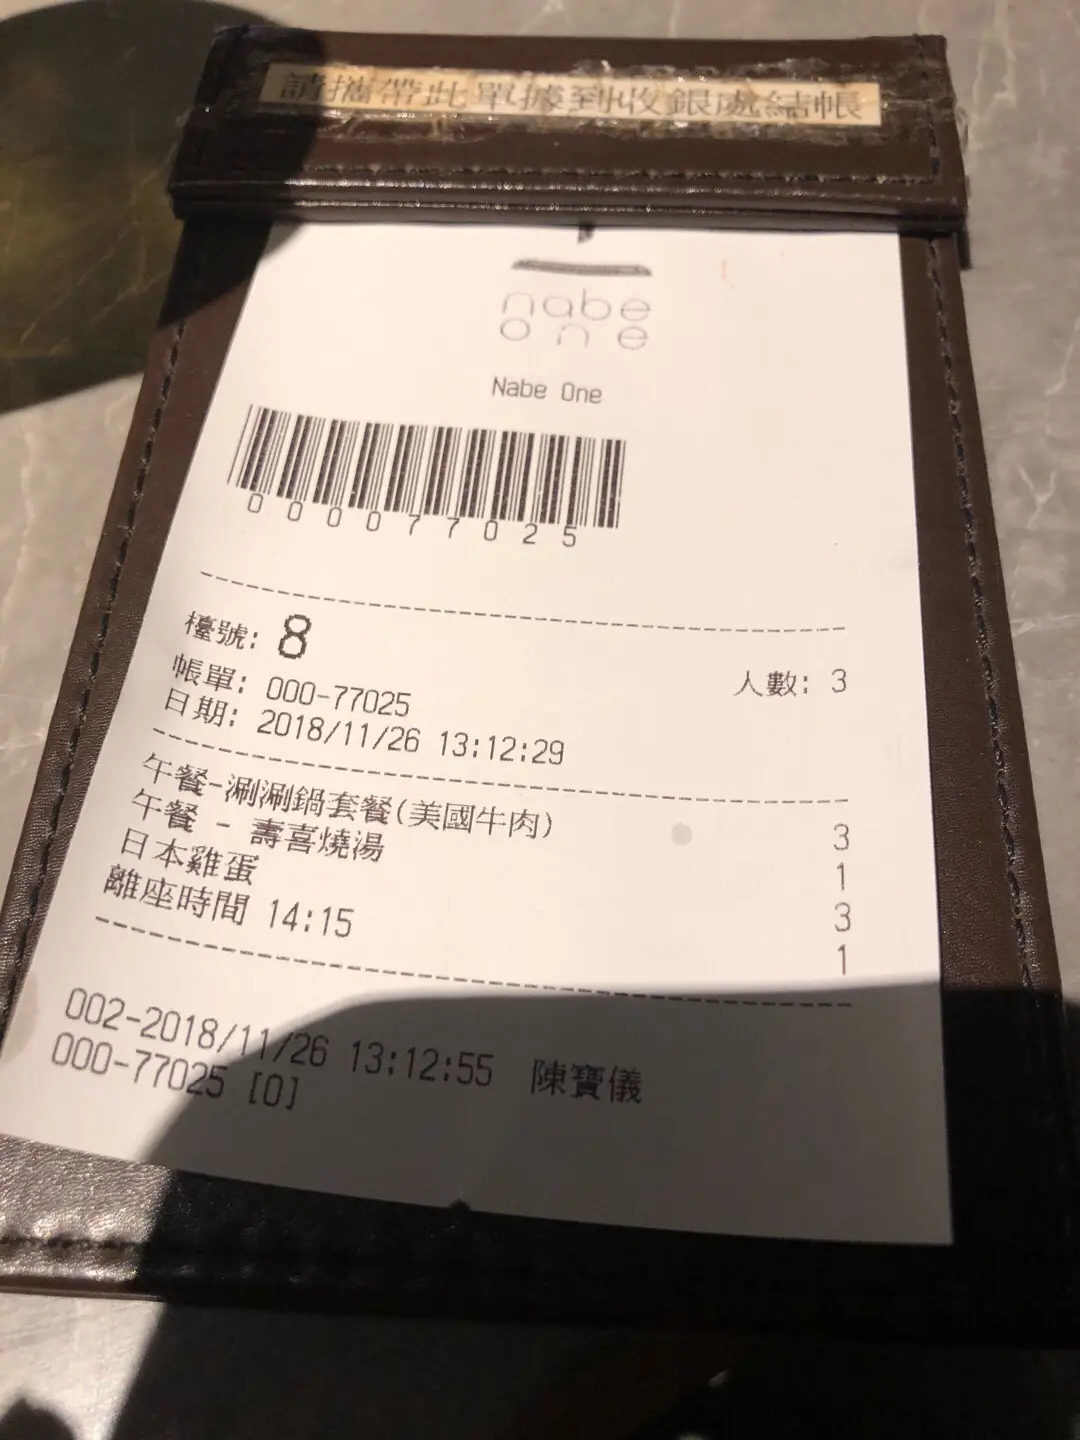 請攜帶此單據到收銀處結帳
nabe
one
Nabe One
000077025
檯號: 8
人數: 3
帳單: 000-77025
日期: 2018/11/26 13:12:29
午餐-涮涮鍋套餐(美國牛肉) 3
午餐 - 壽喜燒湯 1
日本雞蛋 3
離座時間 14:15 1
002-2018/11/26 13:12:55 陳寶儀
000-77025 [0]